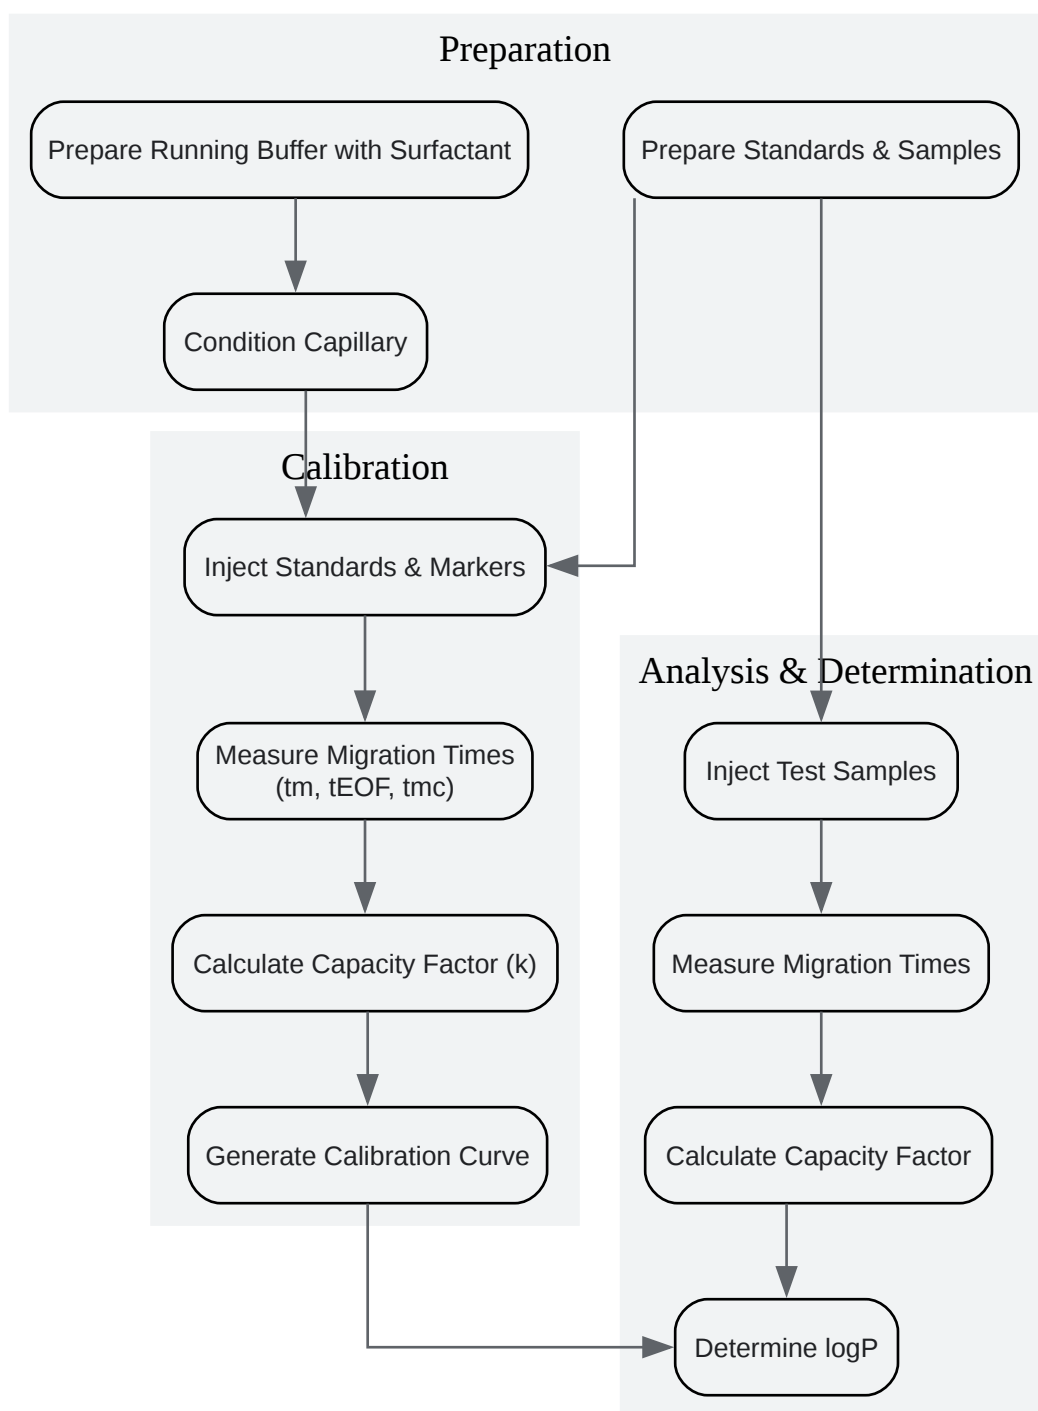 Preparation
Prepare Running Buffer with Surfactant
Prepare Standards & Samples
Condition Capillary
Calibration
Inject Standards & Markers
Analysis & Determination
Measure Migration Times
(tm, tEOF, tmc)
Inject Test Samples
Calculate Capacity Factor (k)
Measure Migration Times
Generate Calibration Curve
Calculate Capacity Factor
Determine logP